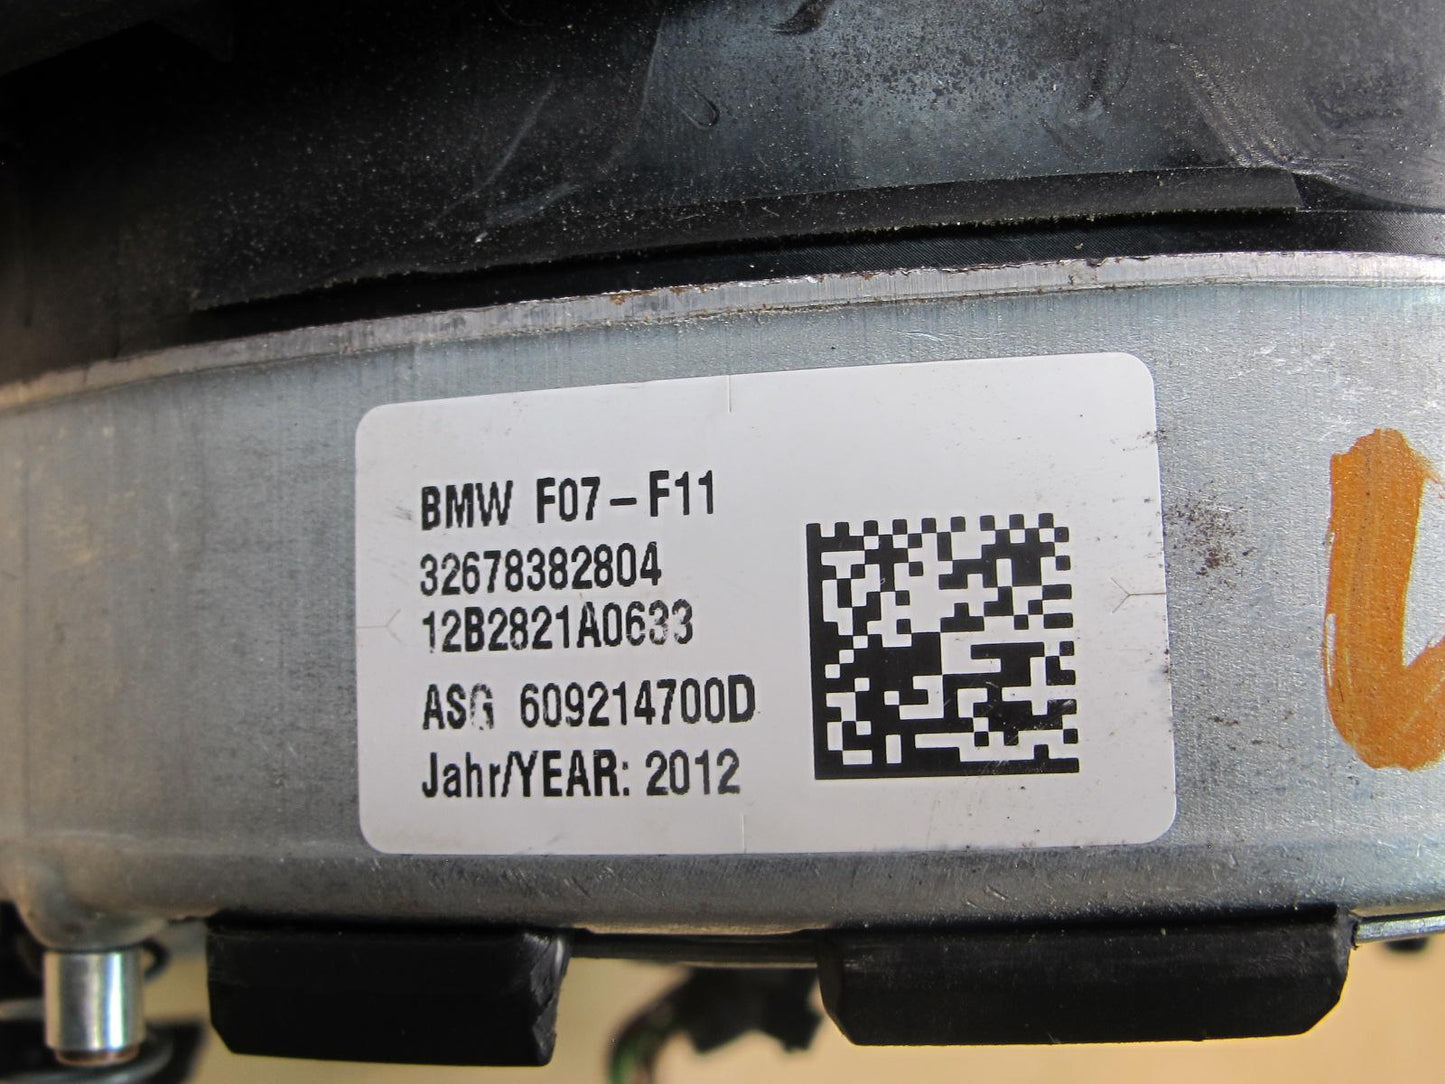 BMW F07-F11
32678382804
12B2821A0633
ASG 609214700D
Jahr/YEAR: 2012